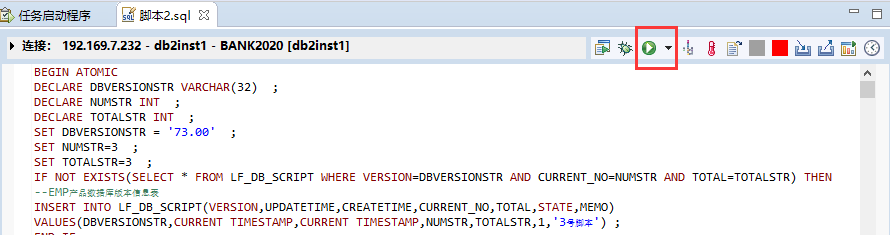 任务启动程序 脚本2.sql
连接： 192.169.7.232 - db2inst1 - BANK2020 [db2inst1]
BEGIN ATOMIC
DECLARE DBVERSIONSTR VARCHAR(32) ;
DECLARE NUMSTR INT ;
DECLARE TOTALSTR INT ;
SET DBVERSIONSTR = '73.00' ;
SET NUMSTR=3 ;
SET TOTALSTR=3 ;
IF NOT EXISTS(SELECT * FROM LF_DB_SCRIPT WHERE VERSION=DBVERSIONSTR AND CURRENT_NO=NUMSTR AND TOTAL=TOTALSTR) THEN
--EMP产品数据库版本信息表
INSERT INTO LF_DB_SCRIPT(VERSION,UPDATETIME,CREATETIME,CURRENT_NO,TOTAL,STATE,MEMO)
VALUES(DBVERSIONSTR,CURRENT TIMESTAMP,CURRENT TIMESTAMP,NUMSTR,TOTALSTR,1,'3号脚本') ;
END IF